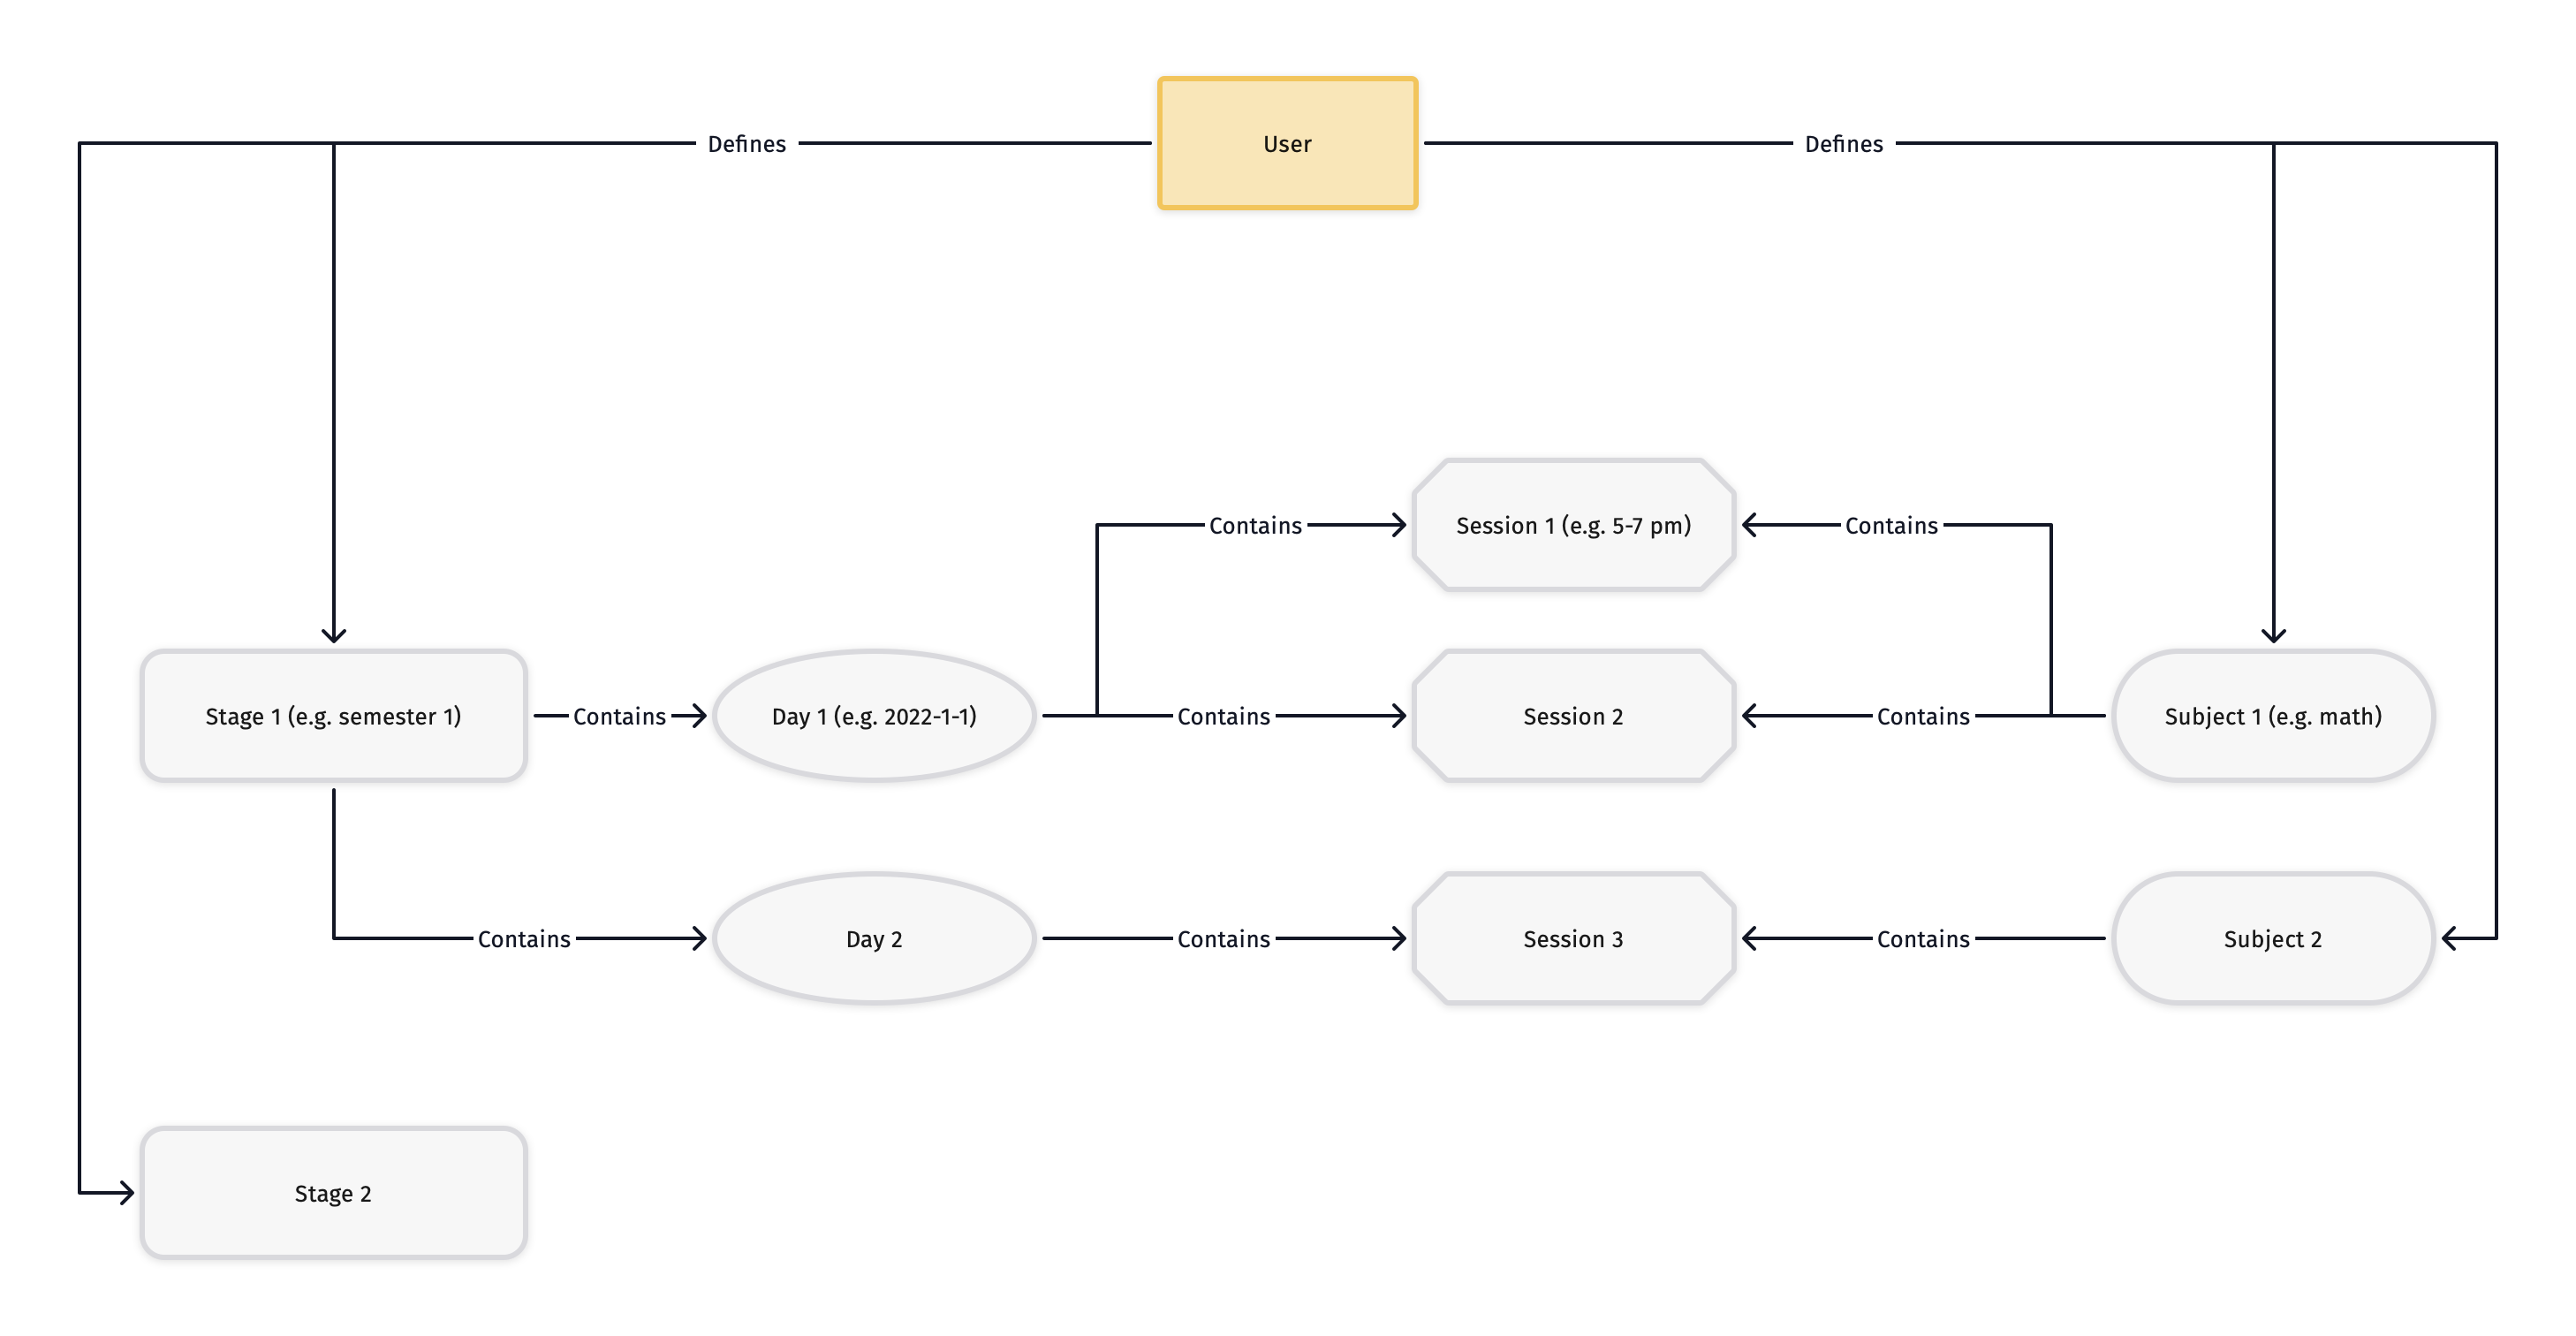 Defines
User
Defines
Contains
Session 1 (e.g. 5-7 pm)
Contains
Stage 1 (e.g. semester 1)
Contains
Day 1 (e.g. 2022-1-1)
Contains
Session 2
Contains
Subject 1 (e.g. math)
Contains
Day 2
Contains
Session 3
Contains
Subject 2
Stage 2